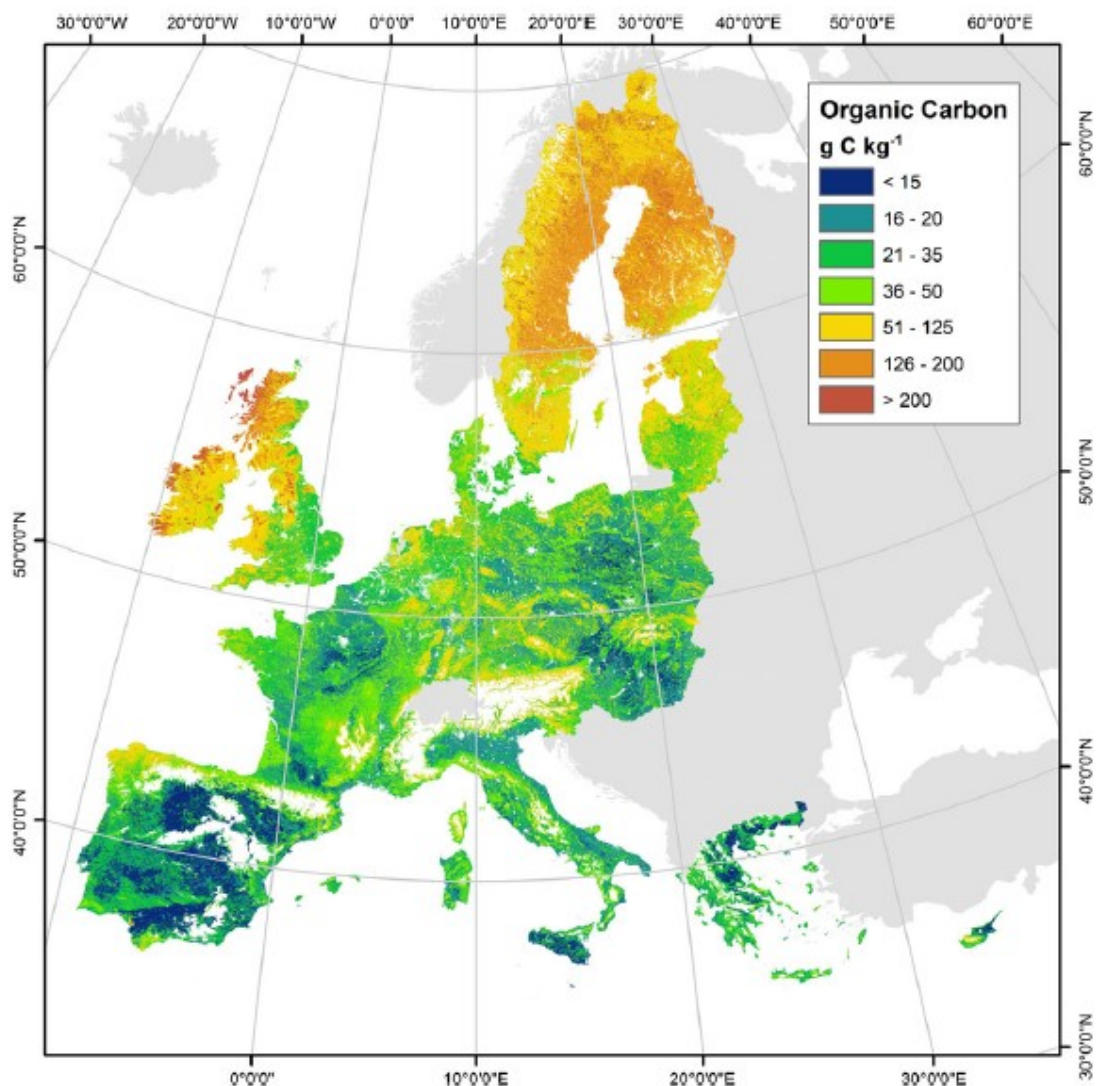 30°0'0"W 20°0'0"W 10°0'0"W 0°0'0"E 10°0'0"E 20°0'0"E 30°0'0"E 40°0'0"E 60°0'0"E
Organic Carbon
g C kg⁻¹
< 15
16 - 20
21 - 35
36 - 50
51 - 125
126 - 200
> 200
60°0'0"N
50°0'0"N
40°0'0"N
60°0'0"N
50°0'0"N
40°0'0"N
30°0'0"N
0°0'0"E 10°0'0"E 20°0'0"E 30°0'0"E